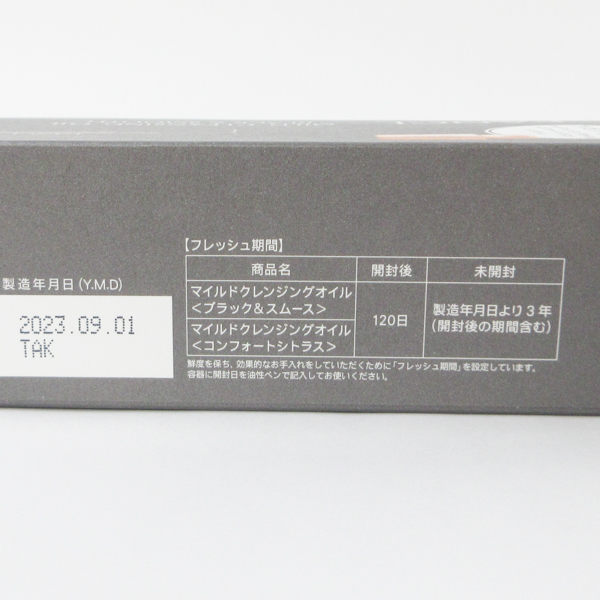 【フレッシュ期間】
商品名 開封後 未開封
マイルドクレンジングオイル
<ブラック＆スムース>
マイルドクレンジングオイル
<コンフォートシトラス>
120日
製造年月日より3年
(開封後の期間含む)
鮮度を保ち、効果的なお手入れをしていただくために「フレッシュ期間」を設定しています。
容器に開封日を油性ペンで記入してお使いください。
製造年月日(Y.M.D)
2023.09.01
TAK